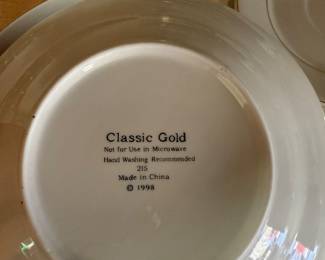 Classic Gold
Not for Use in Microwave
Hand Washing Recommended
215
Made in China
© 1998